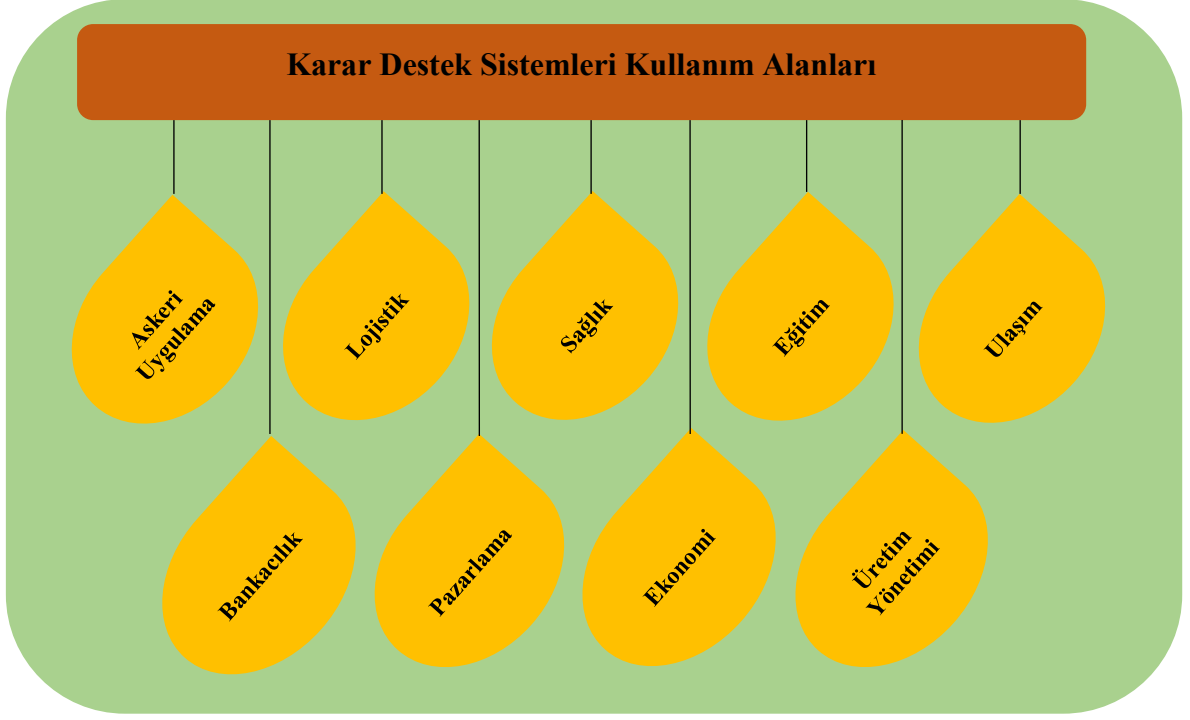 Karar Destek Sistemleri Kullanım Alanları
Askeri
Uygulama
Lojistik
Sağlık
Eğitim
Ulaşım
Bankacılık
Pazarlama
Ekonomi
Üretim
Yönetimi